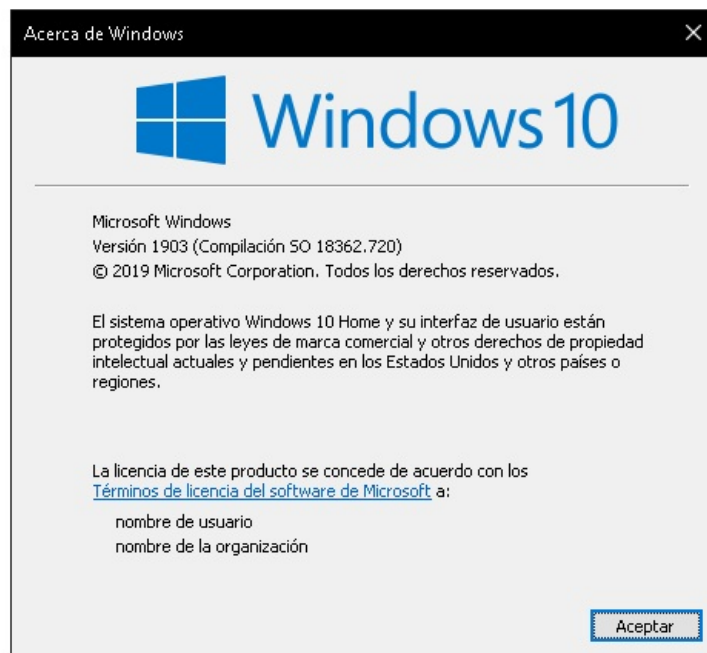 Acerca de Windows
Windows 10
Microsoft Windows
Versión 1903 (Compilación SO 18362.720)
© 2019 Microsoft Corporation. Todos los derechos reservados.
El sistema operativo Windows 10 Home y su interfaz de usuario están
protegidos por las leyes de marca comercial y otros derechos de propiedad
intelectual actuales y pendientes en los Estados Unidos y otros países o
regiones.
La licencia de este producto se concede de acuerdo con los
Términos de licencia del software de Microsoft a:
nombre de usuario
nombre de la organización
Aceptar